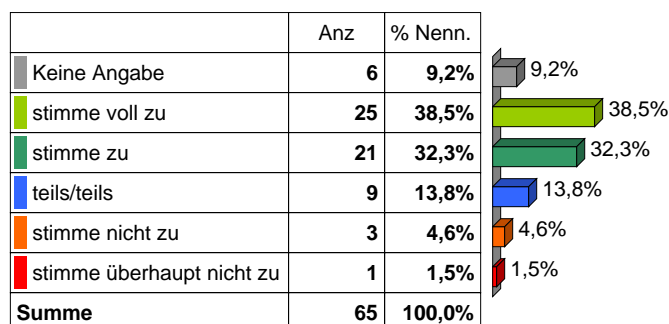 Anz % Nenn.
Keine Angabe 6 9,2% 9,2%
stimme voll zu 25 38,5% 38,5%
stimme zu 21 32,3% 32,3%
teils/teils 9 13,8% 13,8%
stimme nicht zu 3 4,6% 4,6%
stimme überhaupt nicht zu 1 1,5% 1,5%
Summe 65 100,0%